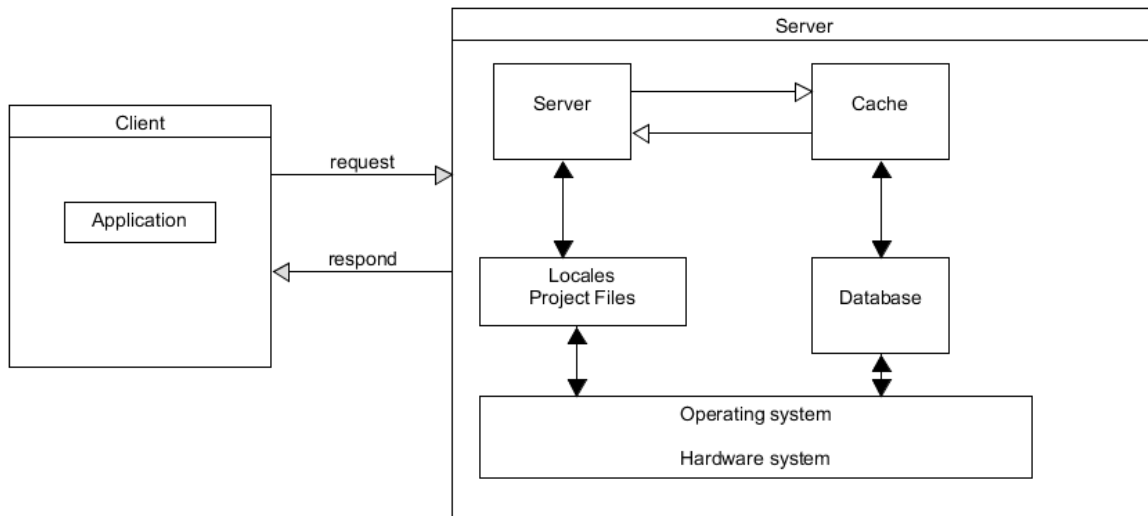 Server
Client
Application
request
respond
Server
Cache
Locales
Project Files
Database
Operating system
Hardware system